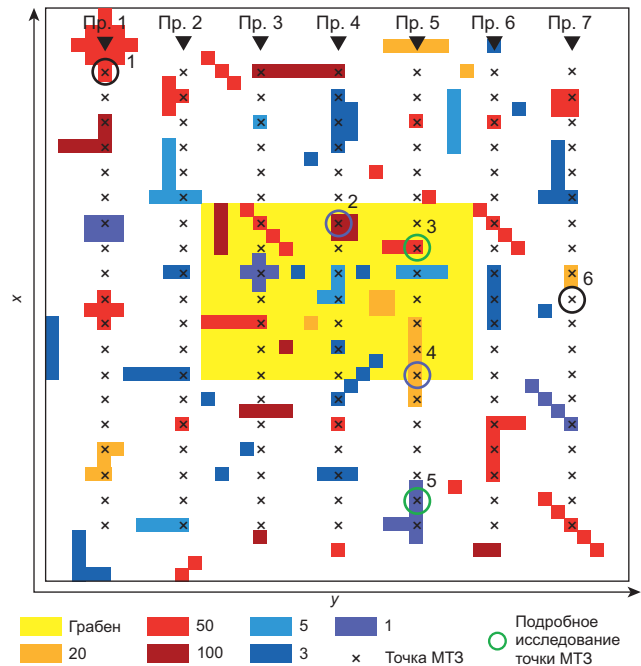 Пр. 1 Пр. 2 Пр. 3 Пр. 4 Пр. 5 Пр. 6 Пр. 7
1
2
3
6
4
5
x
y
Грабен 50 5 1 Подробное
исследование
точки МТЗ
20 100 3 Точка МТЗ